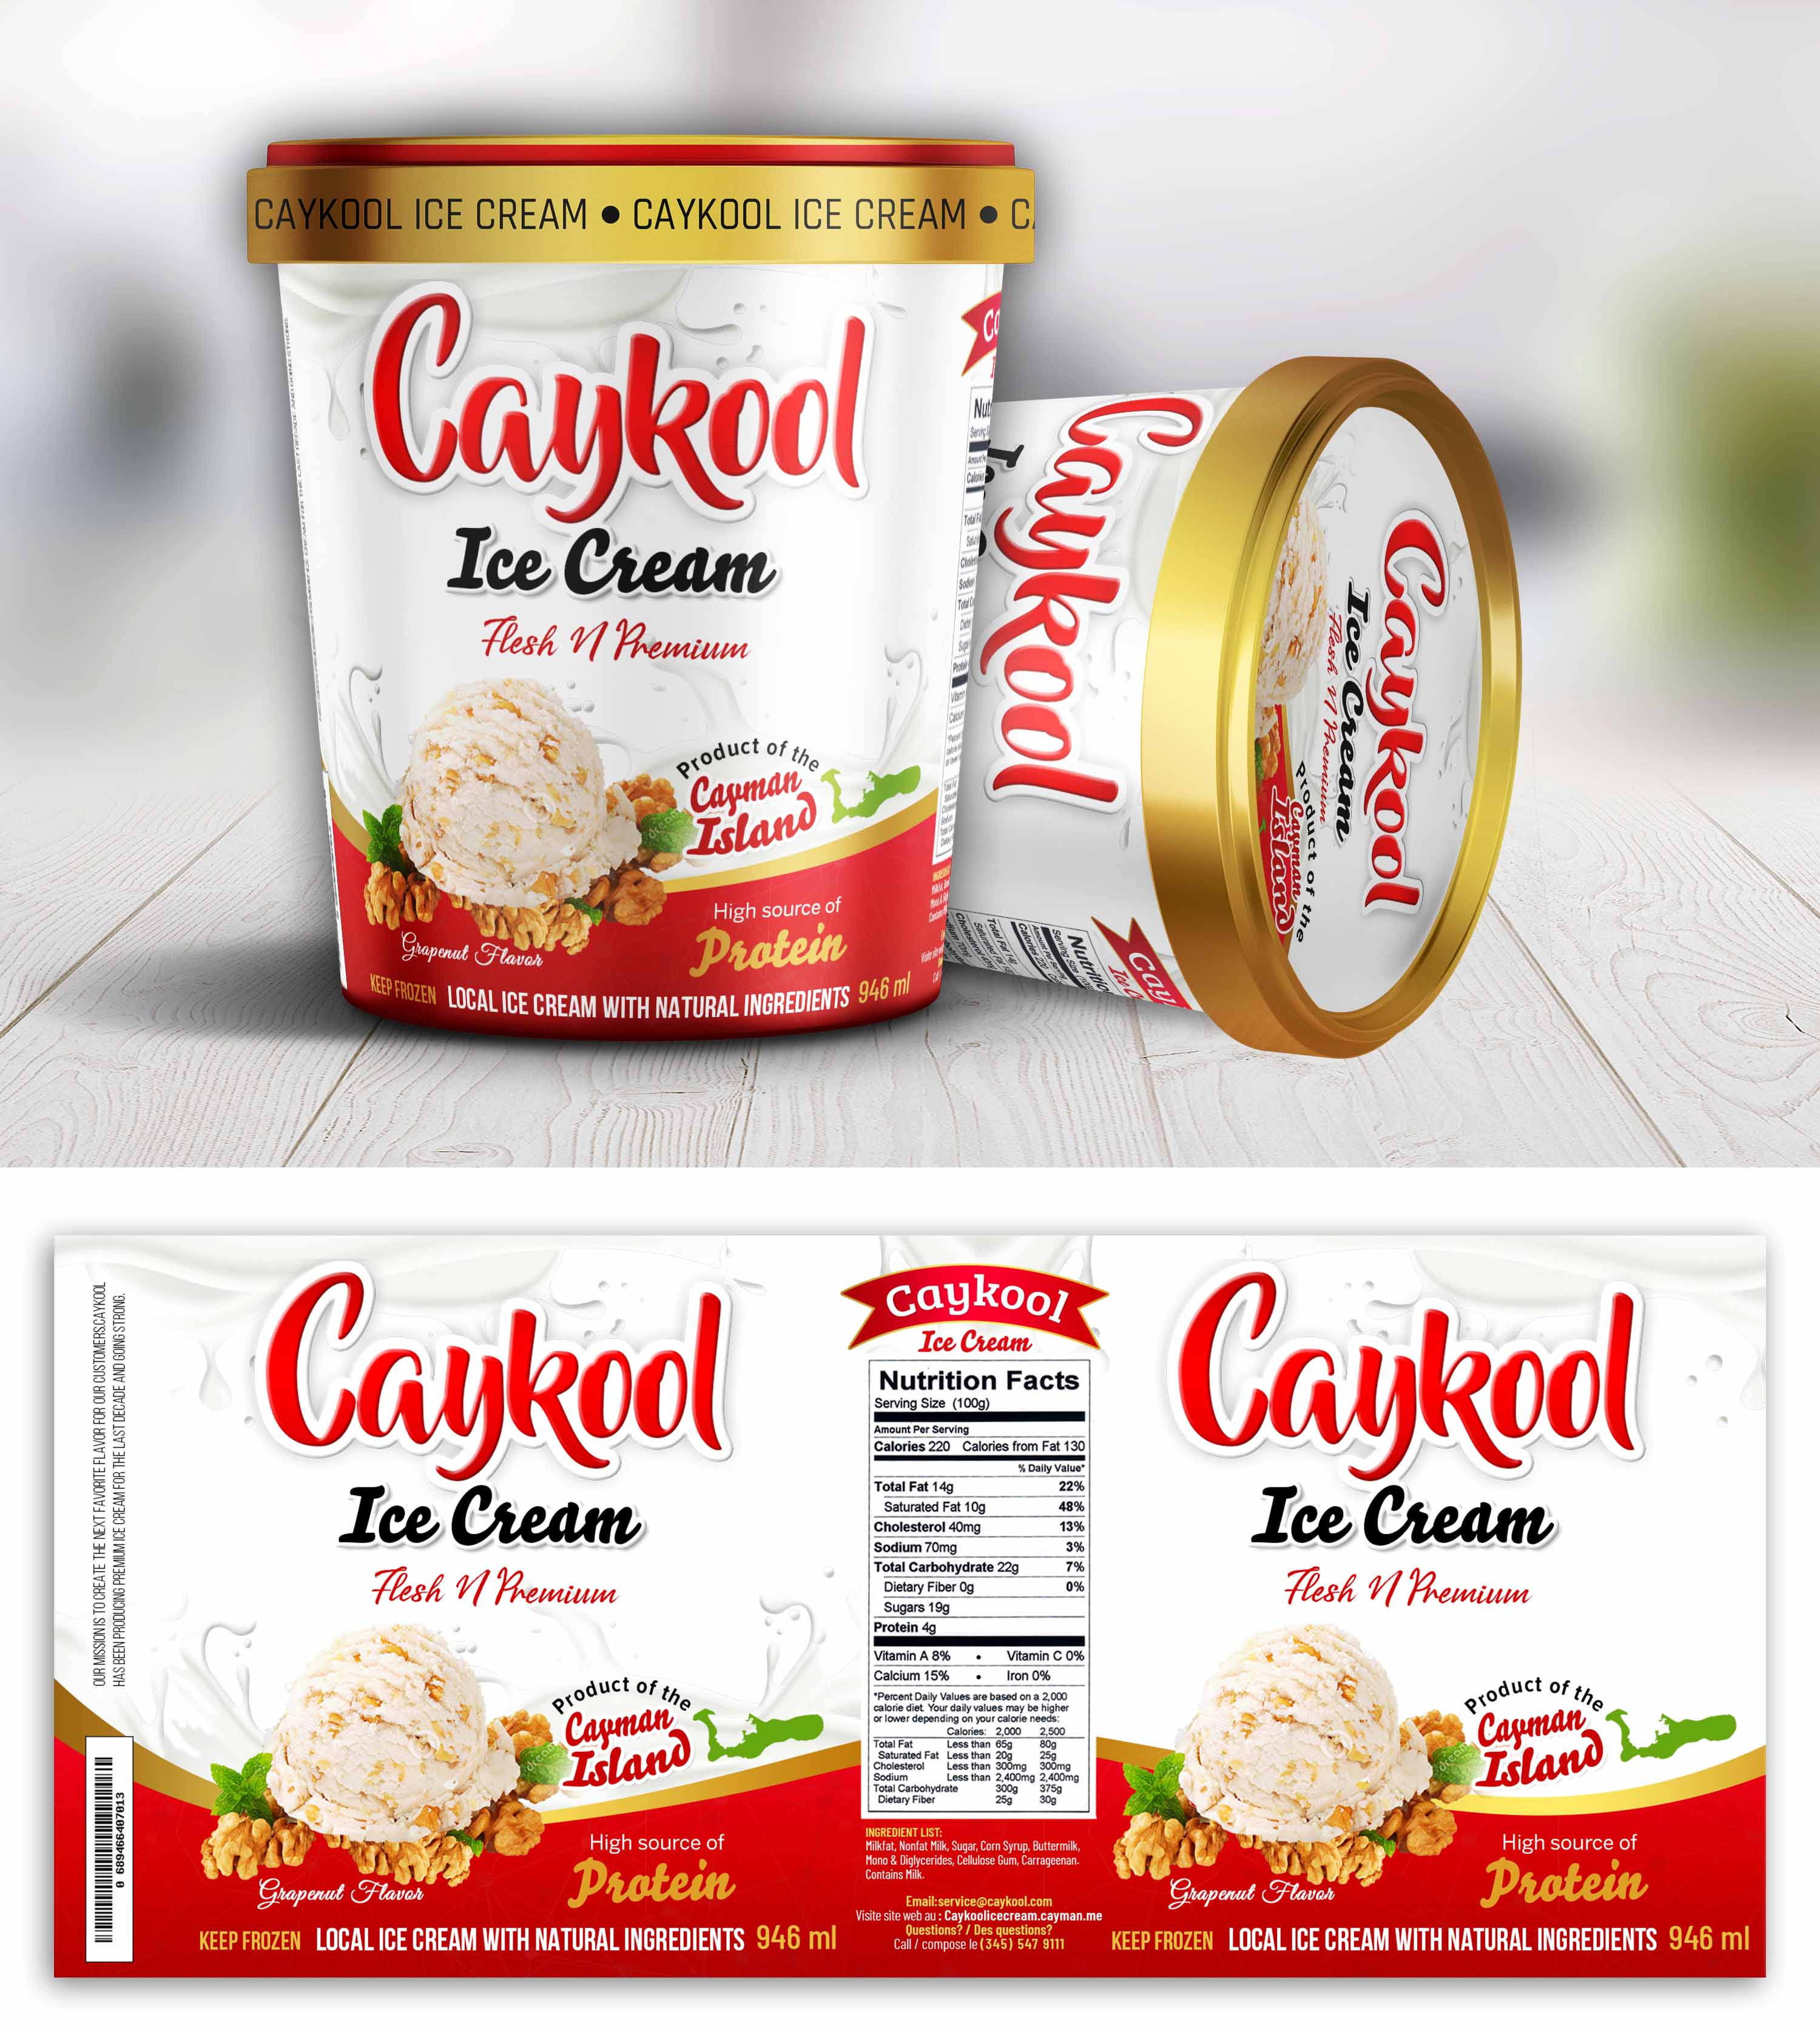 CAYKOOL ICE CREAM • CAYKOOL ICE CREAM • CA
Caykool
Ice Cream
Flesh N Premium
Product of the
Cayman
Island
High source of
Protein
Grapenut Flavor
KEEP FROZEN LOCAL ICE CREAM WITH NATURAL INGREDIENTS 946 ml
Caykool
Cay
Nutritio
Caykool
Ice Cream
Flesh N Premium
Product of the
Cayman
Island
OUR MISSION IS TO CREATE THE NEXT FAVORITE FLAVOR FOR OUR CUSTOMERS.CAYKOOL
HAS BEEN PRODUCING PREMIUM ICE CREAM FOR THE LAST DECADE AND GOING STRONG.
0 689466407013
Caykool
Ice Cream
Flesh N Premium
Product of the
Cayman
Island
High source of
Protein
Grapenut Flavor
KEEP FROZEN LOCAL ICE CREAM WITH NATURAL INGREDIENTS 946 ml
Caykool
Ice Cream
Nutrition Facts
Serving Size (100g)
Amount Per Serving
Calories 220 Calories from Fat 130
% Daily Value*
Total Fat 14g 22%
Saturated Fat 10g 48%
Cholesterol 40mg 13%
Sodium 70mg 3%
Total Carbohydrate 22g 7%
Dietary Fiber 0g 0%
Sugars 19g
Protein 4g
Vitamin A 8% • Vitamin C 0%
Calcium 15% • Iron 0%
*Percent Daily Values are based on a 2,000
calorie diet. Your daily values may be higher
or lower depending on your calorie needs:
Calories: 2,000 2,500
Total Fat Less than 65g 80g
Saturated Fat Less than 20g 25g
Cholesterol Less than 300mg 300mg
Sodium Less than 2,400mg 2,400mg
Total Carbohydrate 300g 375g
Dietary Fiber 25g 30g
INGREDIENT LIST:
Milkfat, Nonfat Milk, Sugar, Corn Syrup, Buttermilk,
Mono & Diglycerides, Cellulose Gum, Carrageenan.
Contains Milk.
Email:service@caykool.com
Visite site web au : Caykoolicecream.cayman.me
Questions? / Des questions?
Call / compose le (345) 547 9111
Caykool
Ice Cream
Flesh N Premium
Product of the
Cayman
Island
High source of
Protein
Grapenut Flavor
KEEP FROZEN LOCAL ICE CREAM WITH NATURAL INGREDIENTS 946 ml